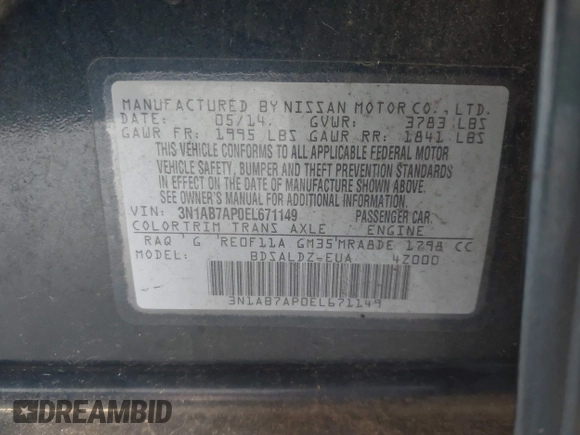 MANUFACTURED BY NISSAN MOTOR CO., LTD.
DATE: 05/14 GVWR: 3783 LBS
GAWR FR: 1995 LBS GAWR RR: 1841 LBS
THIS VEHICLE CONFORMS TO ALL APPLICABLE FEDERAL MOTOR
VEHICLE SAFETY, BUMPER AND THEFT PREVENTION STANDARDS
IN EFFECT ON THE DATE OF MANUFACTURE SHOWN ABOVE.
SEE OWNER'S MANUAL FOR ADDITIONAL INFORMATION.
VIN: 3N1AB7AP0EL671149 PASSENGER CAR.
COLOR TRIM TRANS AXLE ENGINE
RAQ G RE0F11A GM35 MRA8DE 1798 CC
MODEL: BDSALDZ-EUA 4Z000
3N1AB7AP0EL671149
DREAMBID